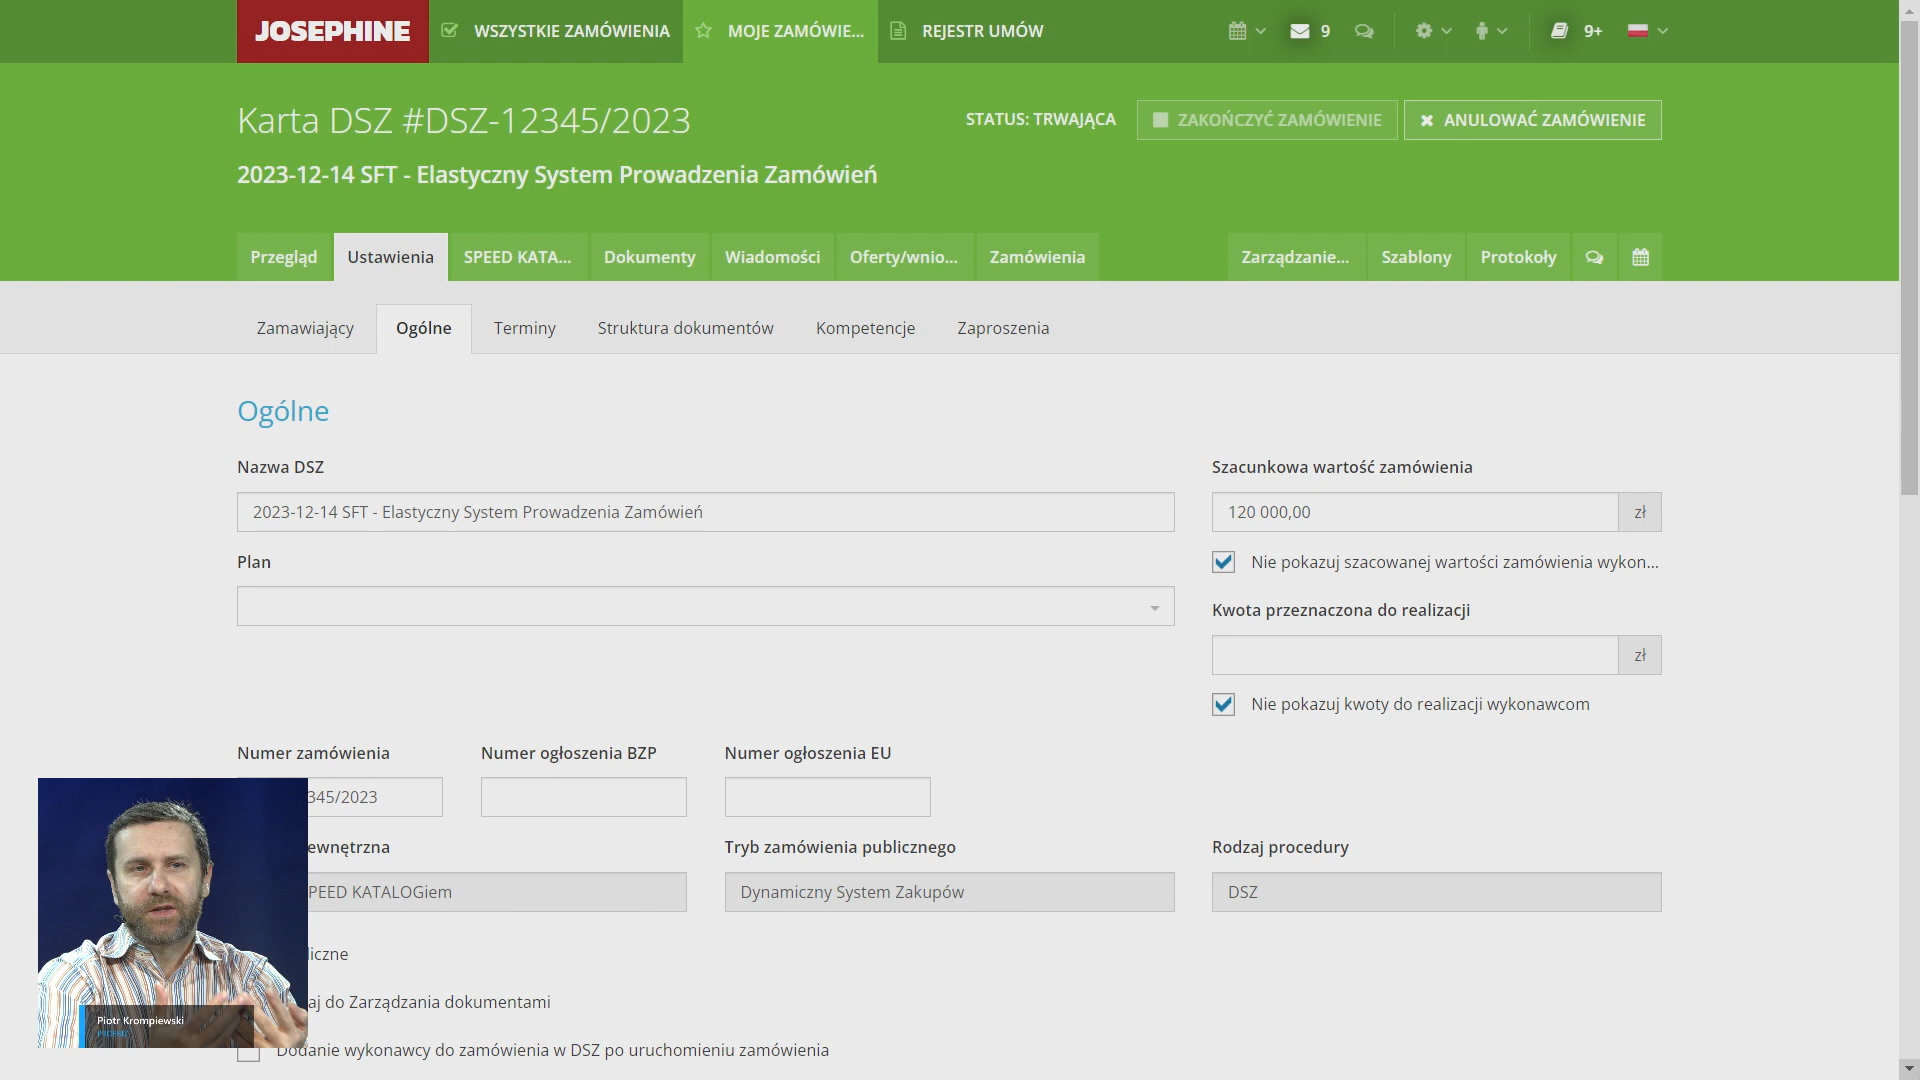 JOSEPHINE
WSZYSTKIE ZAMÓWIENIA
MOJE ZAMÓWIE...
REJESTR UMÓW
9
9+
Karta DSZ #DSZ-12345/2023
STATUS: TRWAJĄCA
ZAKOŃCZYĆ ZAMÓWIENIE
ANULOWAĆ ZAMÓWIENIE
2023-12-14 SFT - Elastyczny System Prowadzenia Zamówień
Przegląd
Ustawienia
SPEED KATA...
Dokumenty
Wiadomości
Oferty/wnio...
Zamówienia
Zarządzanie...
Szablony
Protokoły
Zamawiający
Ogólne
Terminy
Struktura dokumentów
Kompetencje
Zaproszenia
Ogólne
Nazwa DSZ
2023-12-14 SFT - Elastyczny System Prowadzenia Zamówień
Plan
Szacunkowa wartość zamówienia
120 000,00
zł
Nie pokazuj szacowanej wartości zamówienia wykon...
Kwota przeznaczona do realizacji
zł
Nie pokazuj kwoty do realizacji wykonawcom
Numer zamówienia
Numer ogłoszenia BZP
Numer ogłoszenia EU
345/2023
ewnętrzna
Tryb zamówienia publicznego
Rodzaj procedury
PEED KATALOGiem
Dynamiczny System Zakupów
DSZ
liczne
aj do Zarządzania dokumentami
Dodanie wykonawcy do zamówienia w DSZ po uruchomieniu zamówienia
Piotr Krompiewski